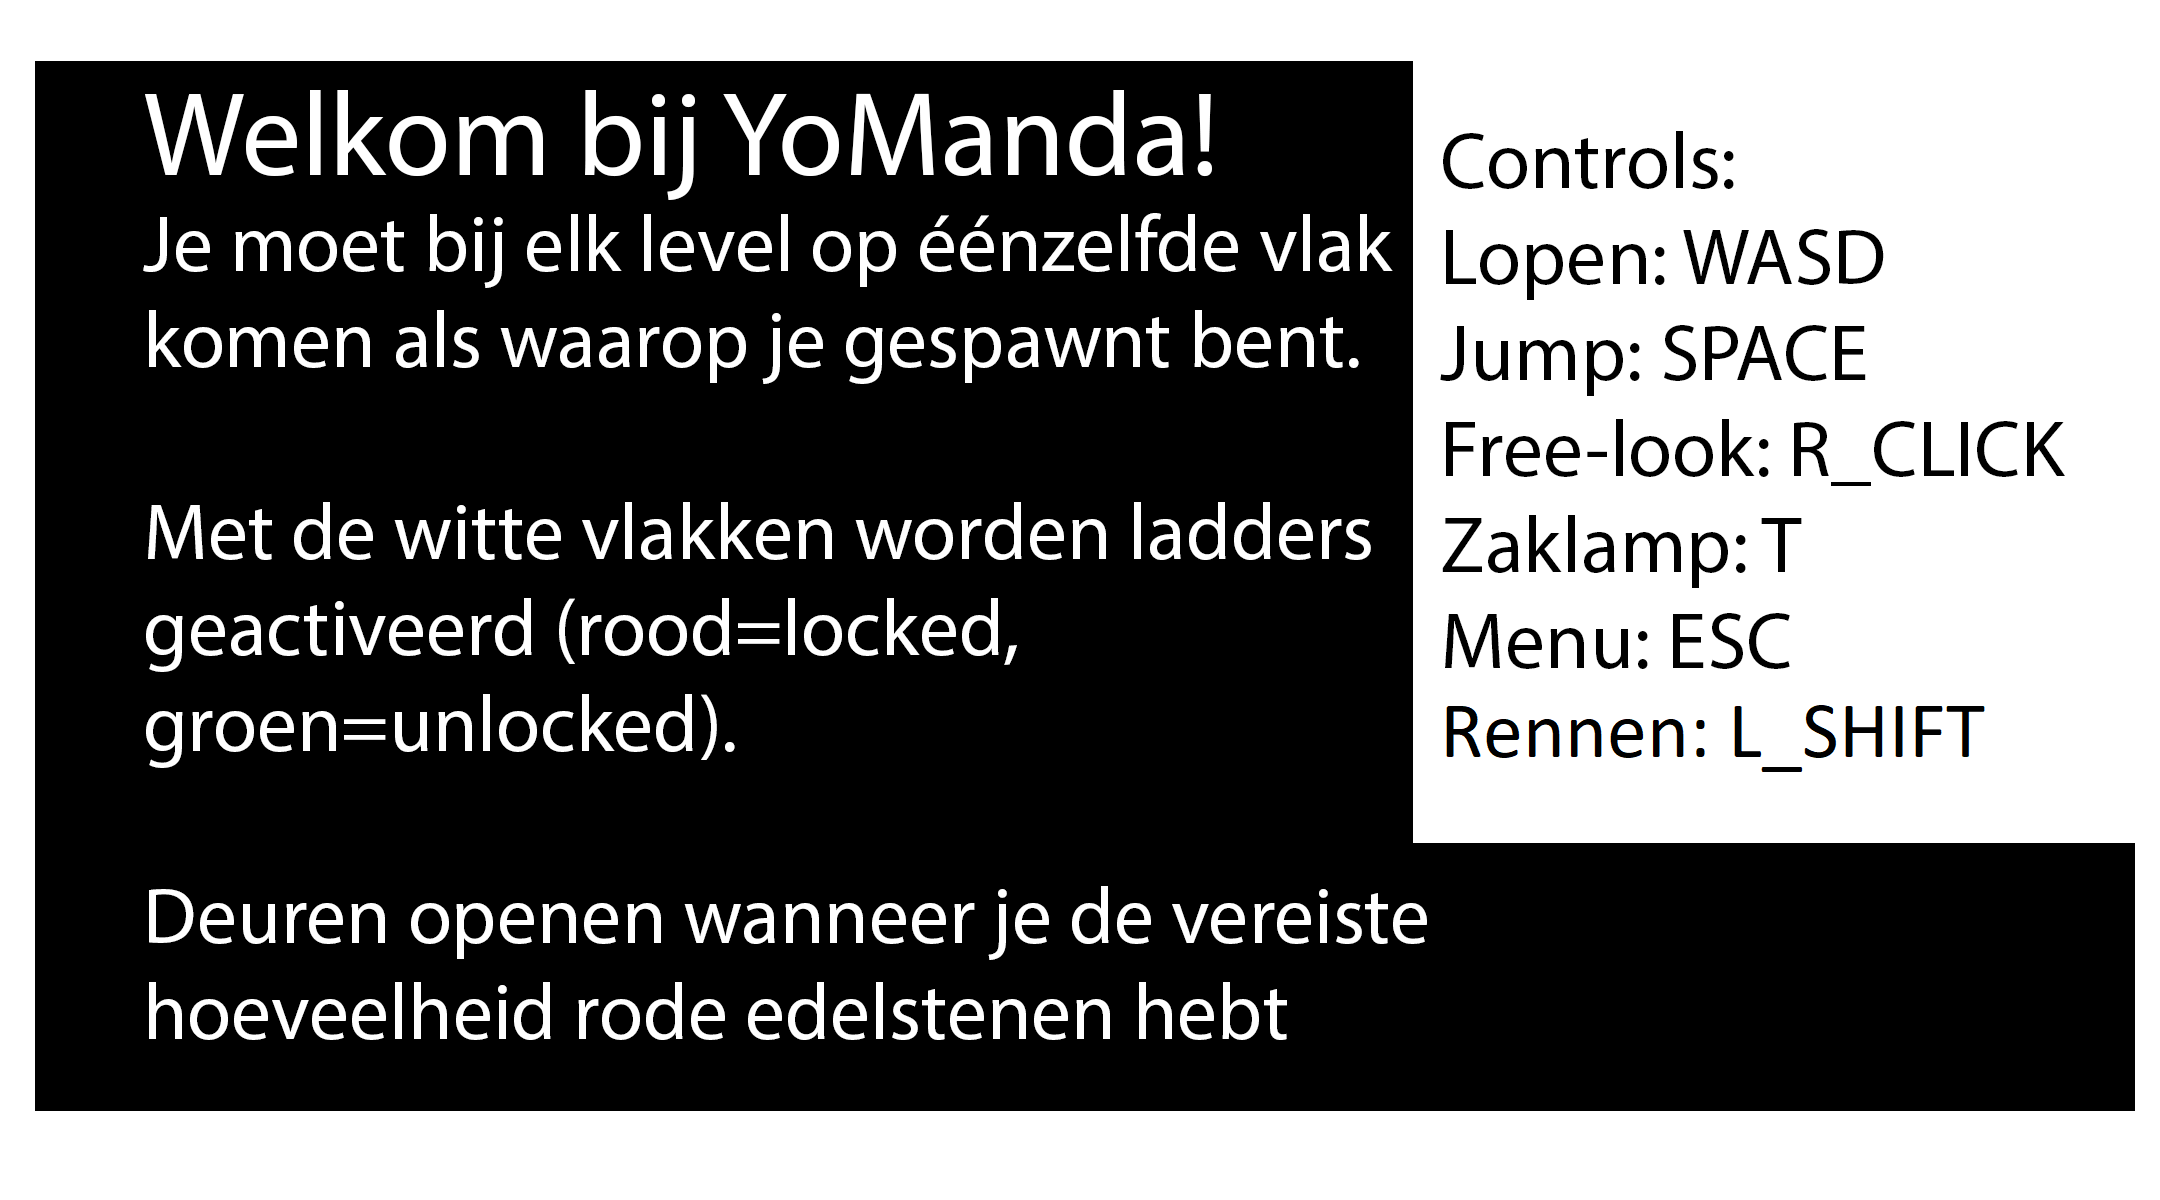 Welkom bij YoManda!
Je moet bij elk level op éénzelfde vlak
komen als waarop je gespawnt bent.
Met de witte vlakken worden ladders
geactiveerd (rood=locked,
groen=unlocked).
Deuren openen wanneer je de vereiste
hoeveelheid rode edelstenen hebt
Controls:
Lopen: WASD
Jump: SPACE
Free-look: R_CLICK
Zaklamp: T
Menu: ESC
Rennen: L_SHIFT